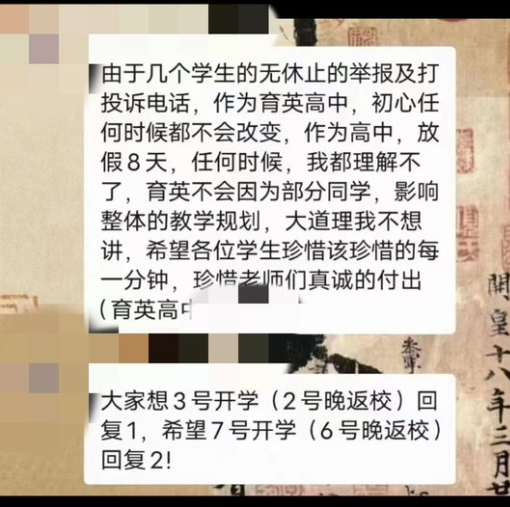 由于几个学生的无休止的举报及打
投诉电话，作为育英高中，初心任
何时候都不会改变，作为高中，放
假8天，任何时候，我都理解不
了，育英不会因为部分同学，影响
整体的教学规划，大道理我不想
讲，希望各位学生珍惜该珍惜的每
一分钟，珍惜老师们真诚的付出
（育英高中
大家想3号开学（2号晚返校）回
复1，希望7号开学（6号晚返校）
回复2!
開皇十八年三月廿